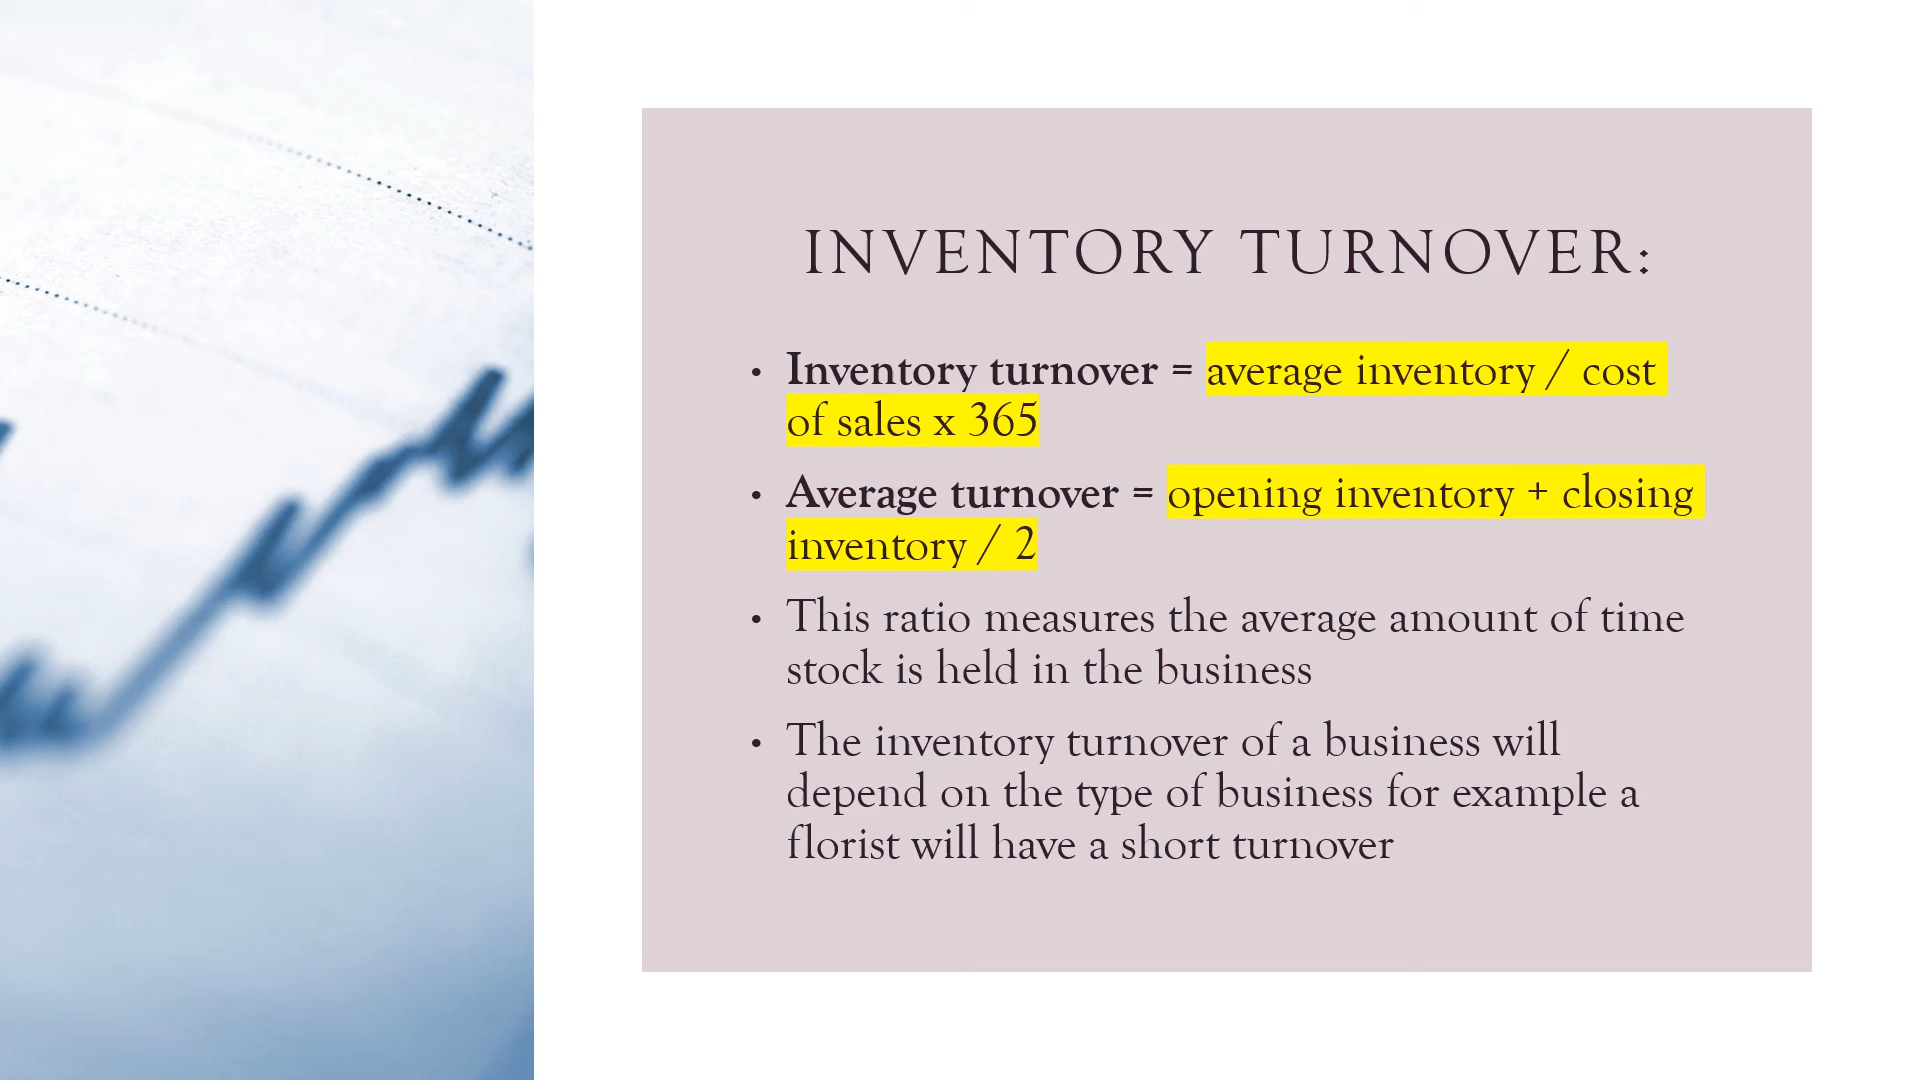 INVENTORY TURNOVER:
• Inventory turnover = average inventory / cost
of sales x 365
• Average turnover = opening inventory + closing
inventory / 2
• This ratio measures the average amount of time
stock is held in the business
• The inventory turnover of a business will
depend on the type of business for example a
florist will have a short turnover